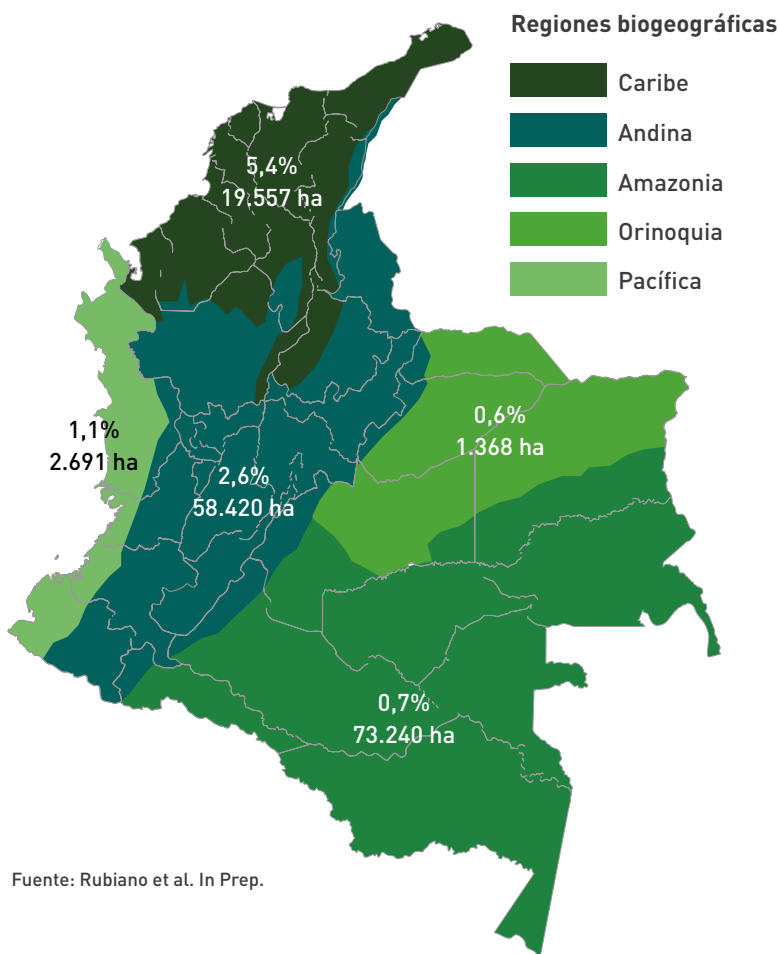 Regiones biogeográficas
Caribe
Andina
Amazonia
Orinoquia
Pacífica
5,4%
19.557 ha
0,6%
1.368 ha
1,1%
2.691 ha
2,6%
58.420 ha
0,7%
73.240 ha
Fuente: Rubiano et al. In Prep.